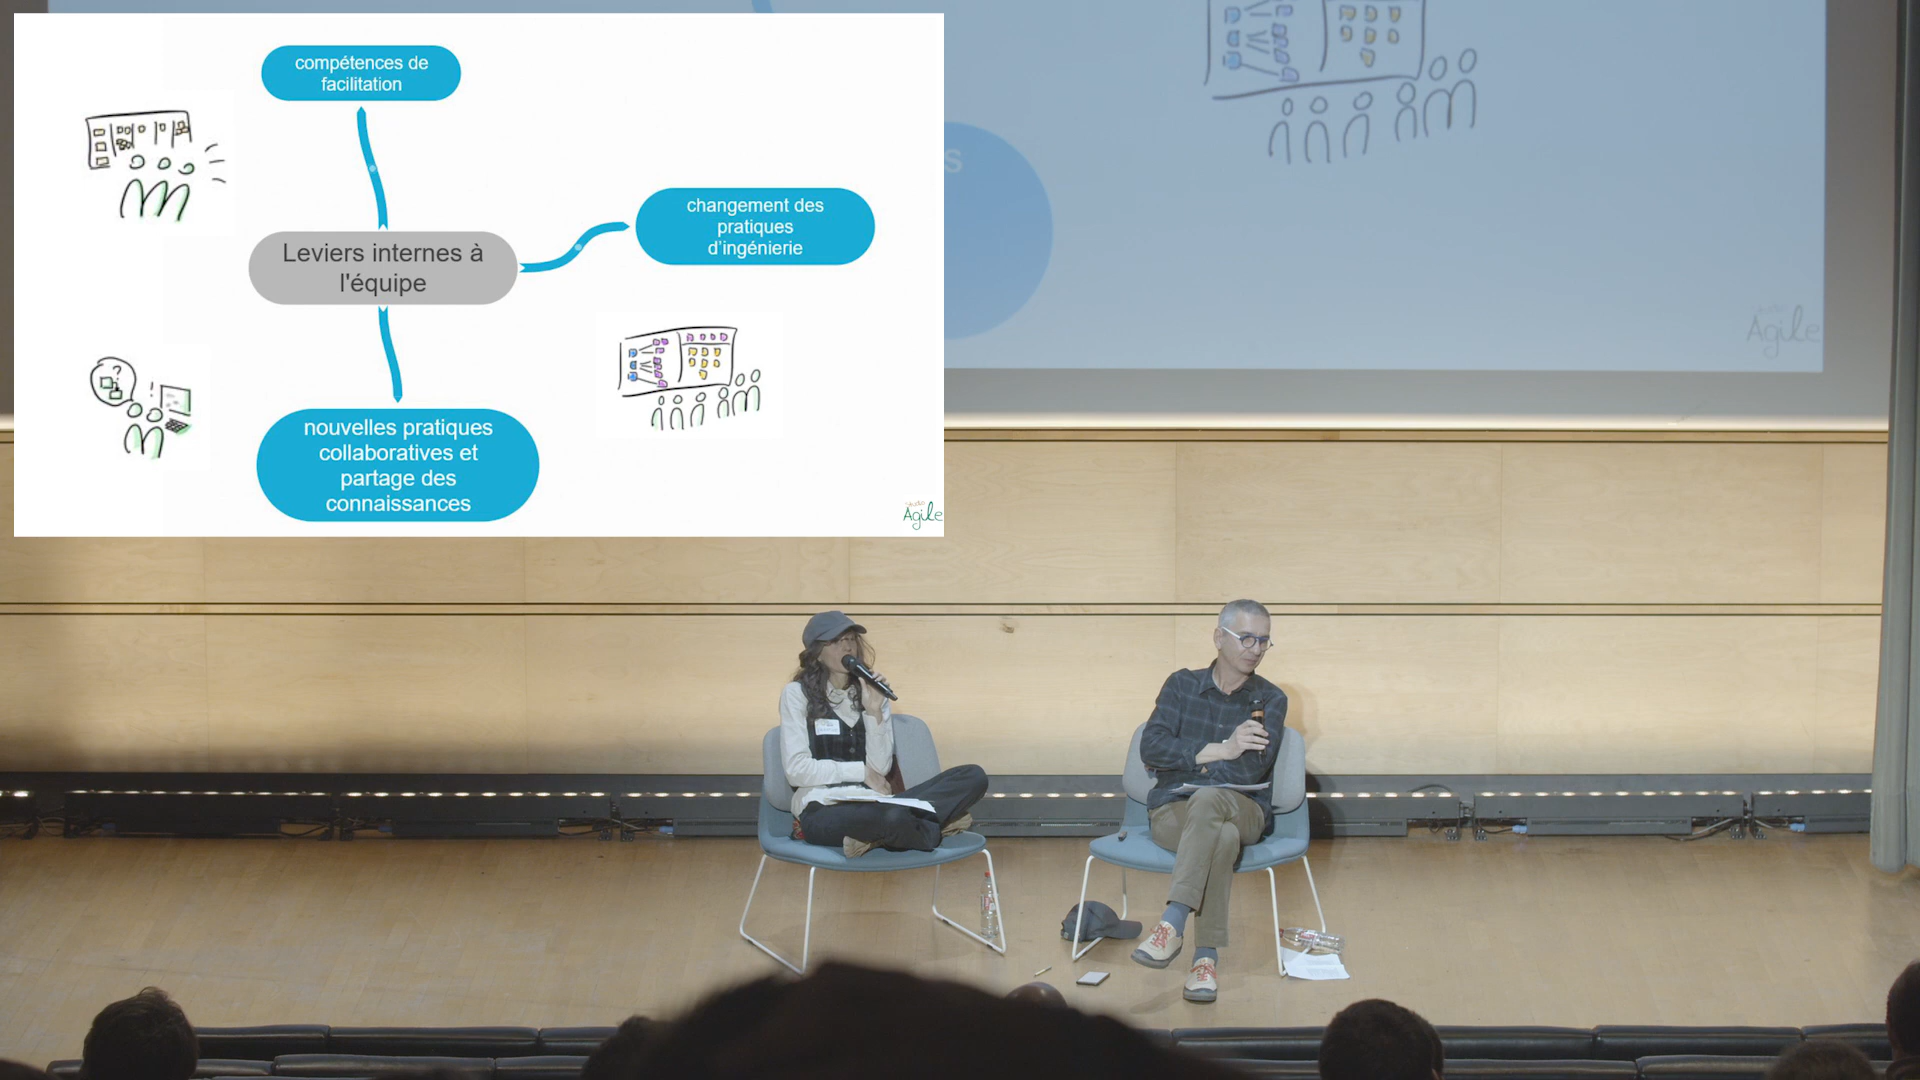 compétences de
facilitation
changement des
pratiques
d'ingénierie
Leviers internes à
l'équipe
nouvelles pratiques
collaboratives et
partage des
connaissances
Agile
s
Agile